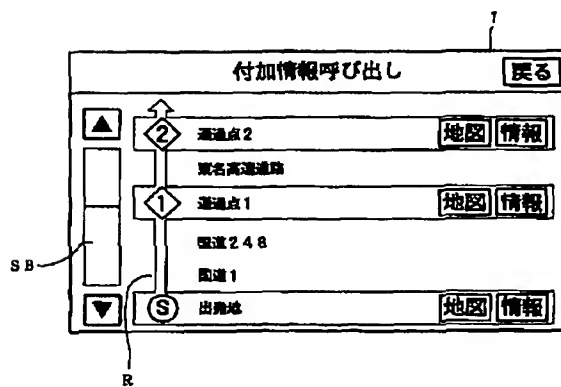 7
付加情報呼び出し 戻る
2 通過点2 地図 情報
東名高速道路
1 通過点1 地図 情報
国道248
SB
国道1
S 出発地 地図 情報
R